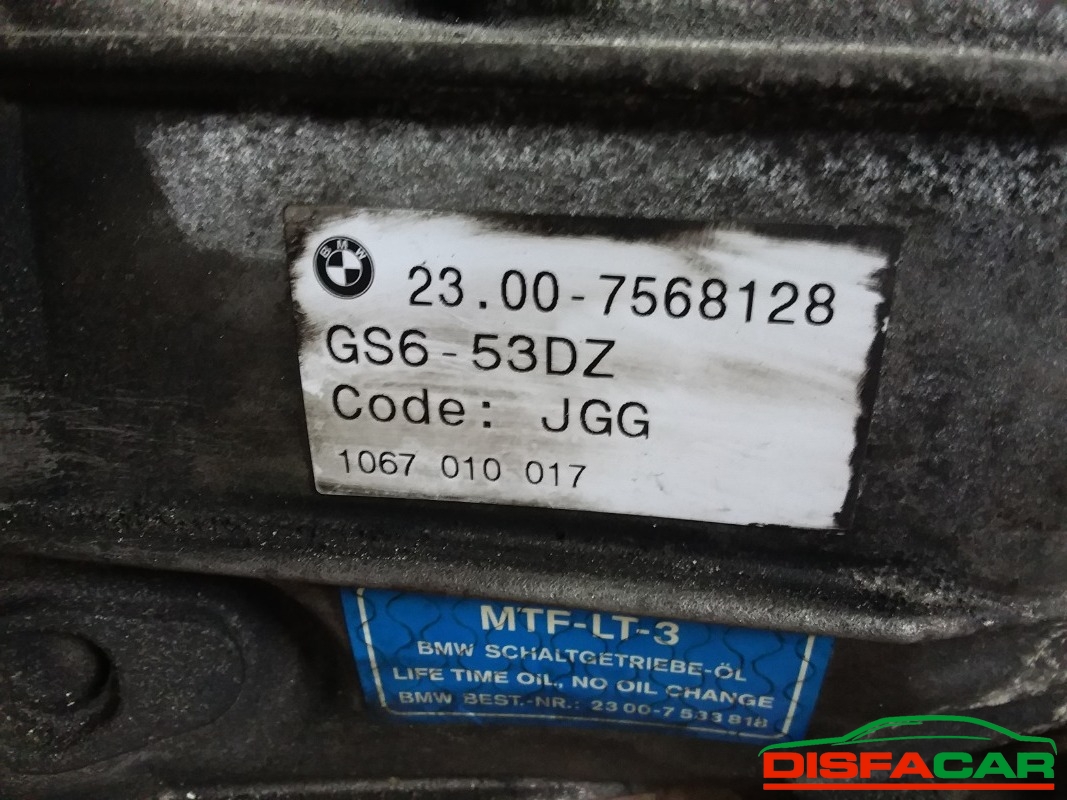 BMW
23.00-7568128
GS6-53DZ
Code: JGG
1067 010 017
MTF-LT-3
BMW SCHALTGETRIEBE-ÖL
LIFE TIME OIL, NO OIL CHANGE
BMW BEST.-NR.: 23 00-7 533 818
DISFACAR